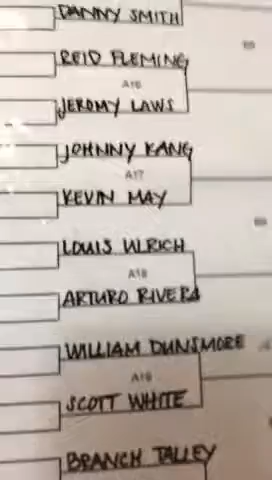 DANNY SMITH
REID FLEMING
A16
JEROMY LAWS
JOHNNY KANG
A17
KEVIN MAY
LOUIS ULRICH
A18
ARTURO RIVERA
WILLIAM DUNSMORE
A19
SCOTT WHITE
BRANCH TALLEY